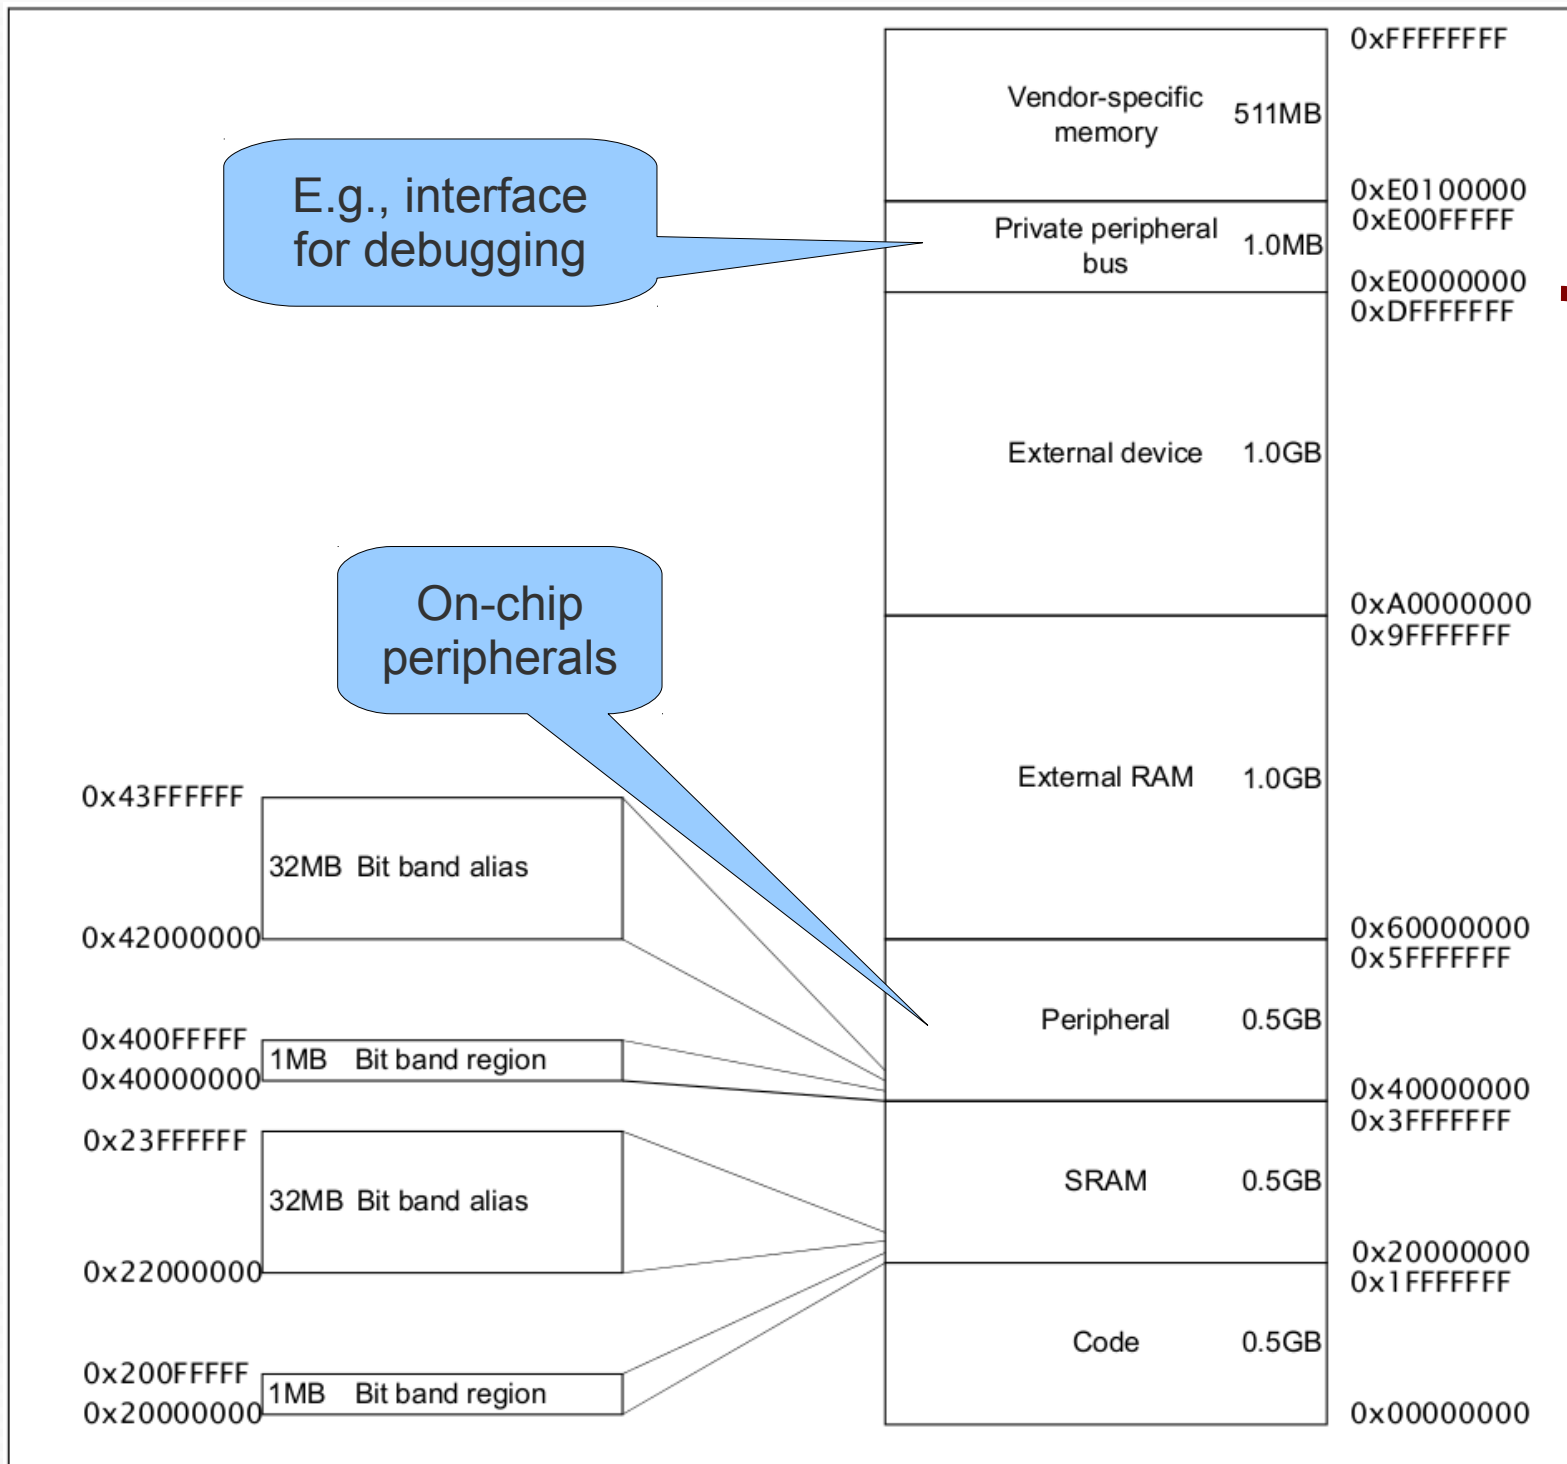 0xFFFFFFFF
Vendor-specific
memory
511MB
0xE0100000
0xE00FFFFF
E.g., interface
for debugging
Private peripheral
bus
1.0MB
0xE0000000
0xDFFFFFFF
External device 1.0GB
0xA0000000
0x9FFFFFFF
On-chip
peripherals
External RAM 1.0GB
0x60000000
0x5FFFFFFF
Peripheral 0.5GB
0x40000000
0x3FFFFFFF
SRAM 0.5GB
0x20000000
0x1FFFFFFF
Code 0.5GB
0x00000000
0x43FFFFFF
32MB Bit band alias
0x42000000
0x400FFFFF
1MB Bit band region
0x40000000
0x23FFFFFF
32MB Bit band alias
0x22000000
0x200FFFFF
1MB Bit band region
0x20000000